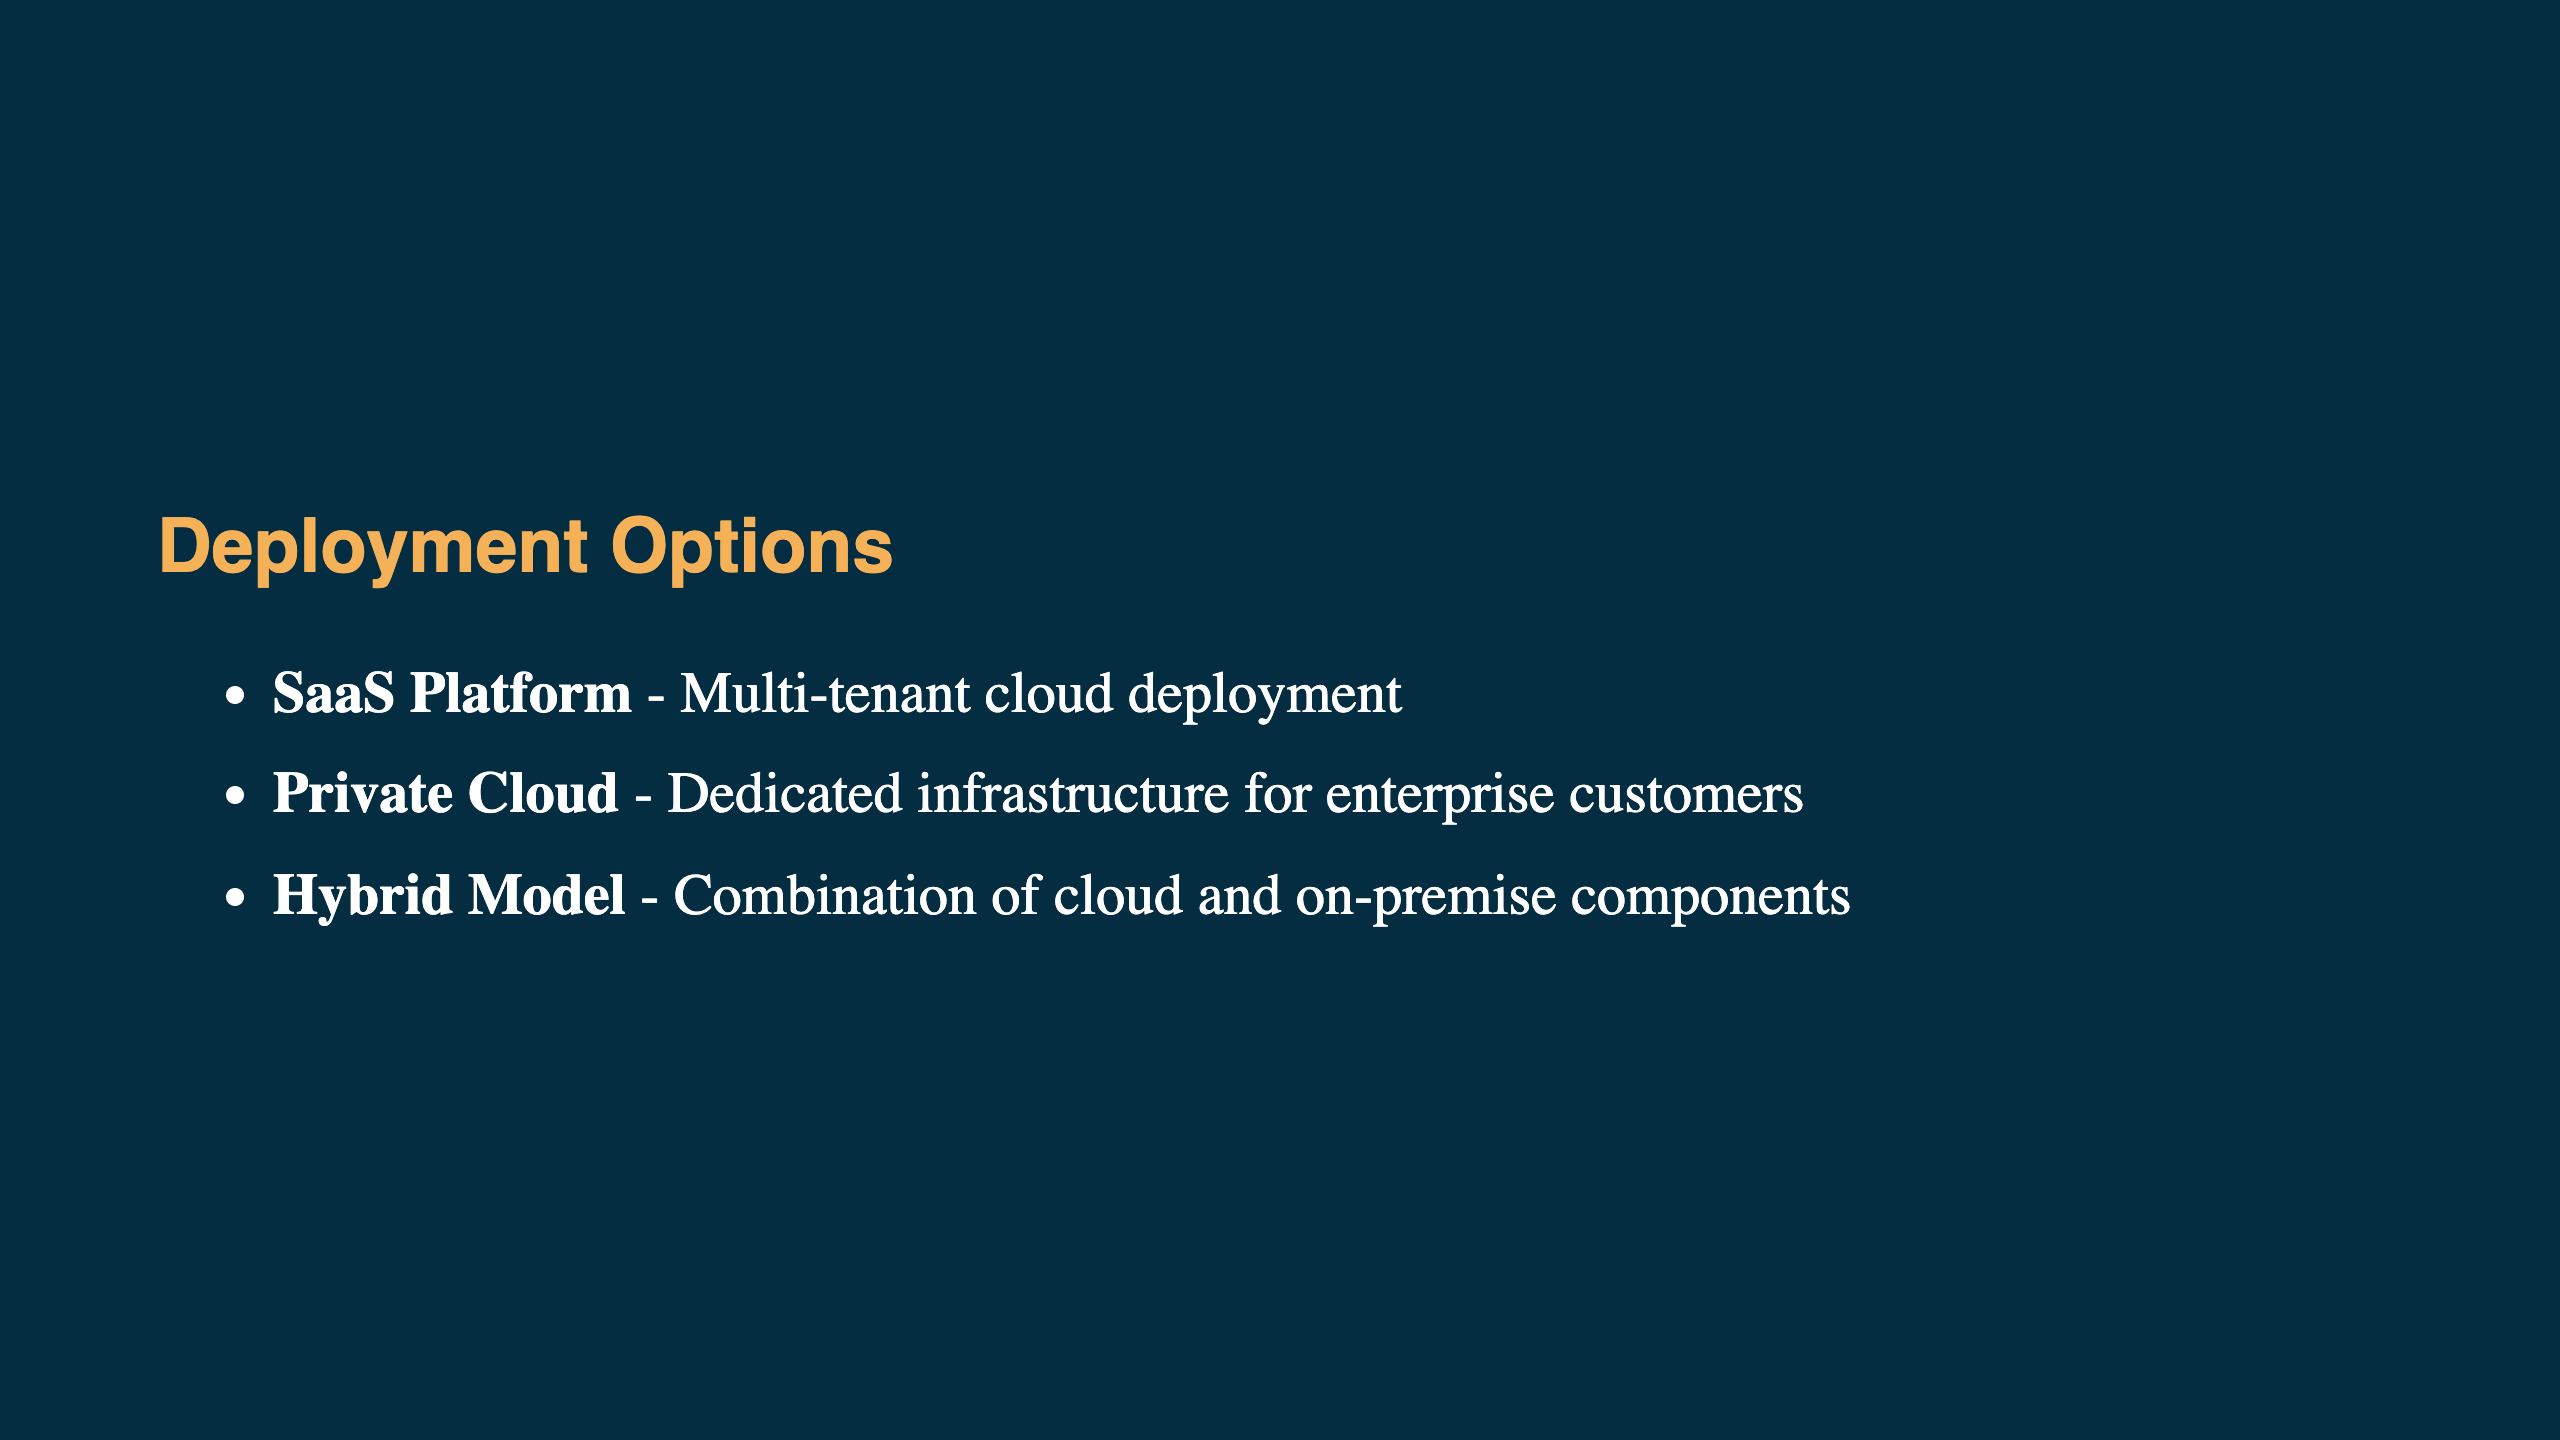 Deployment Options
• SaaS Platform - Multi-tenant cloud deployment
• Private Cloud - Dedicated infrastructure for enterprise customers
• Hybrid Model - Combination of cloud and on-premise components